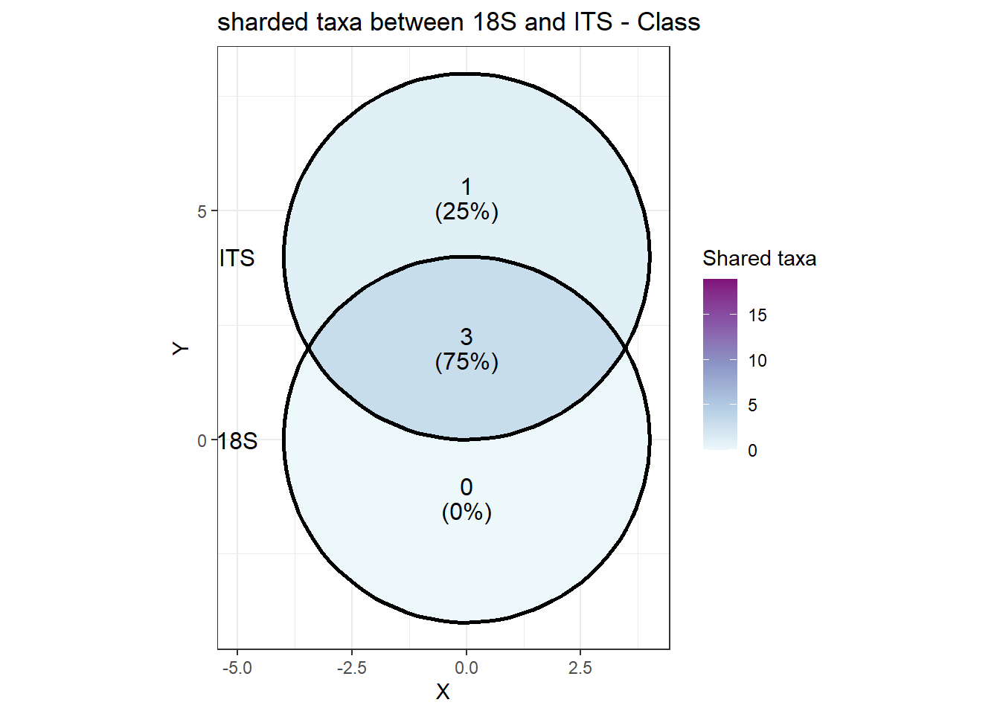 sharded taxa between 18S and ITS - Class
1
(25%)
5
ITS
Shared taxa
15
10
5
0
3
(75%)
Y
0
18S
0
(0%)
-5.0
-2.5
0.0
2.5
X